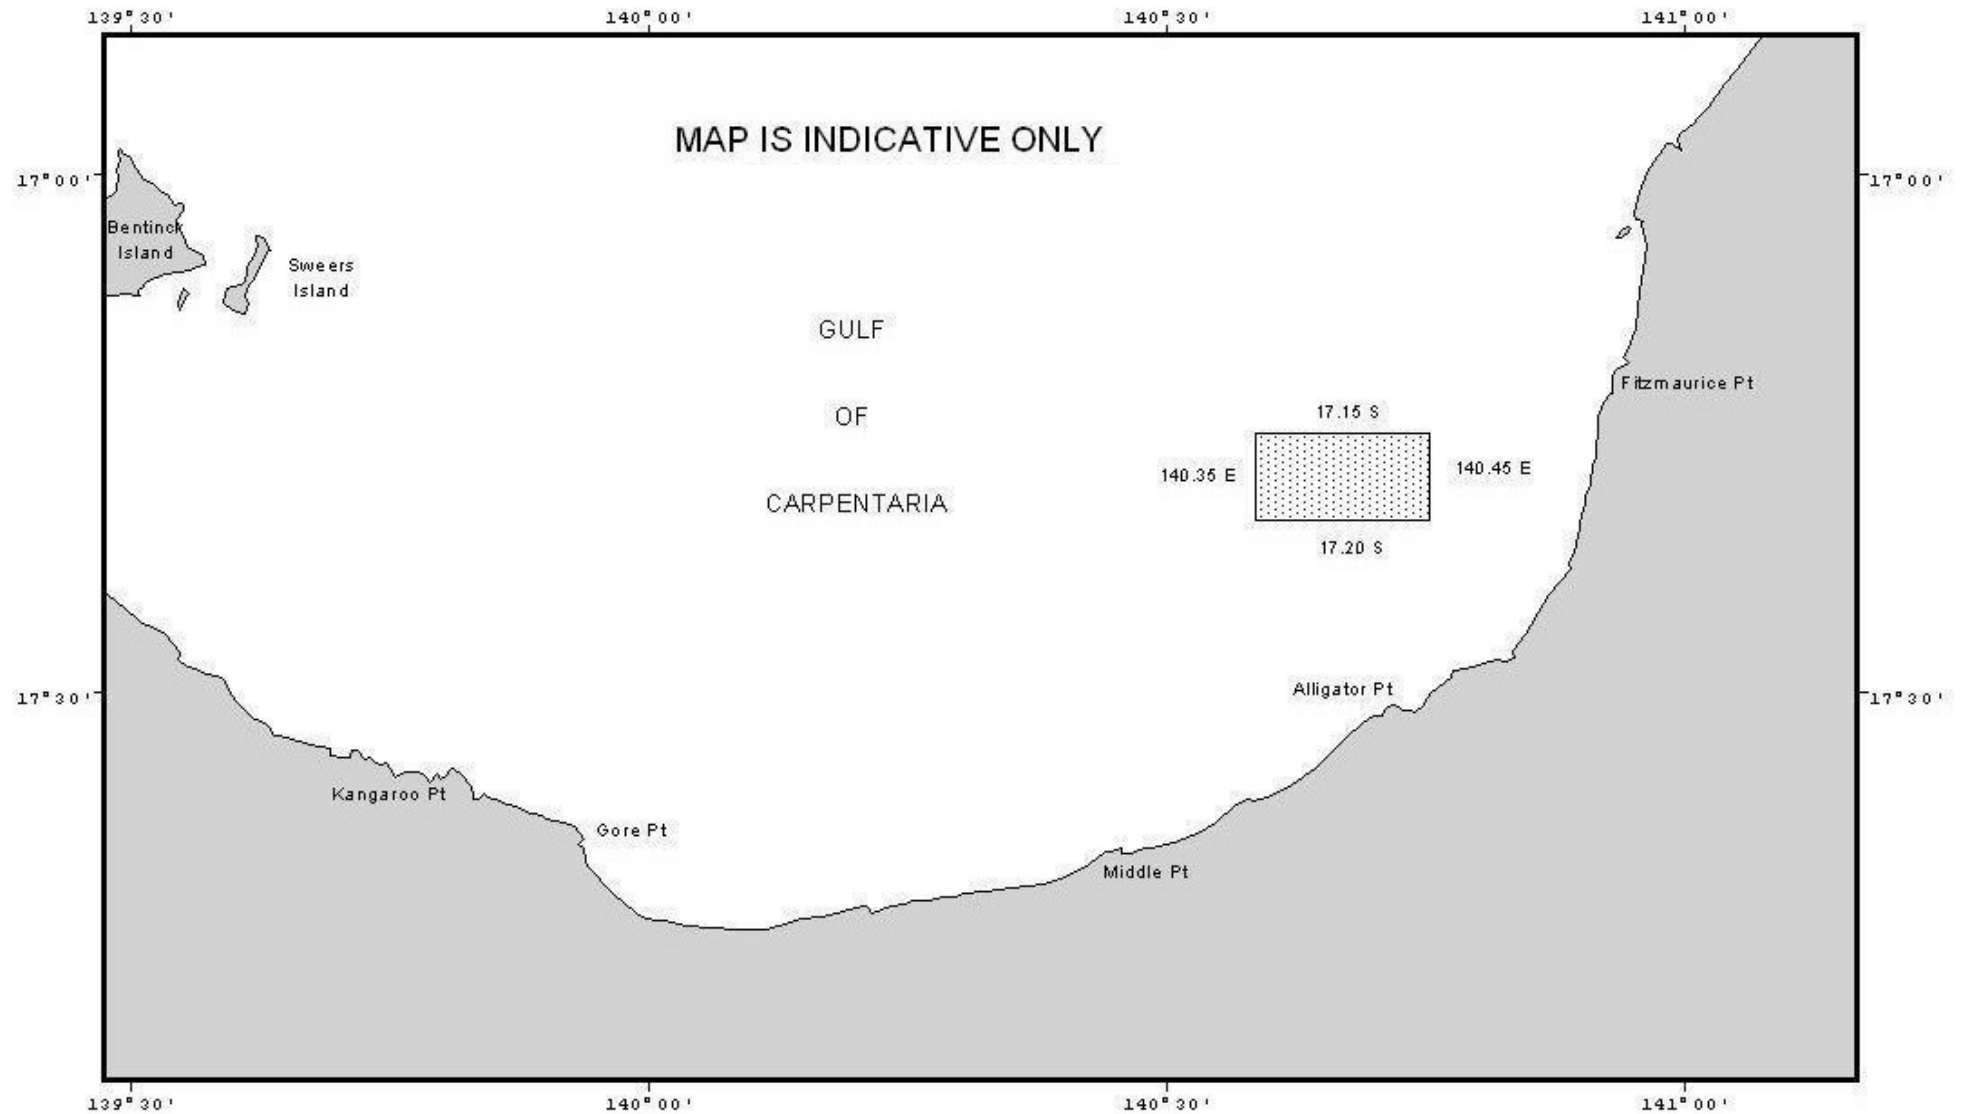 139°30' 140°00' 140°30' 141°00'
MAP IS INDICATIVE ONLY
17°00' 17°00'
Bentinck
Island
Sweers
Island
GULF
Fitzmaurice Pt
17.15 S
OF
140.35 E 140.45 E
CARPENTARIA
17.20 S
Alligator Pt
17°30' 17°30'
Kangaroo Pt
Gore Pt
Middle Pt
139°30' 140°00' 140°30' 141°00'